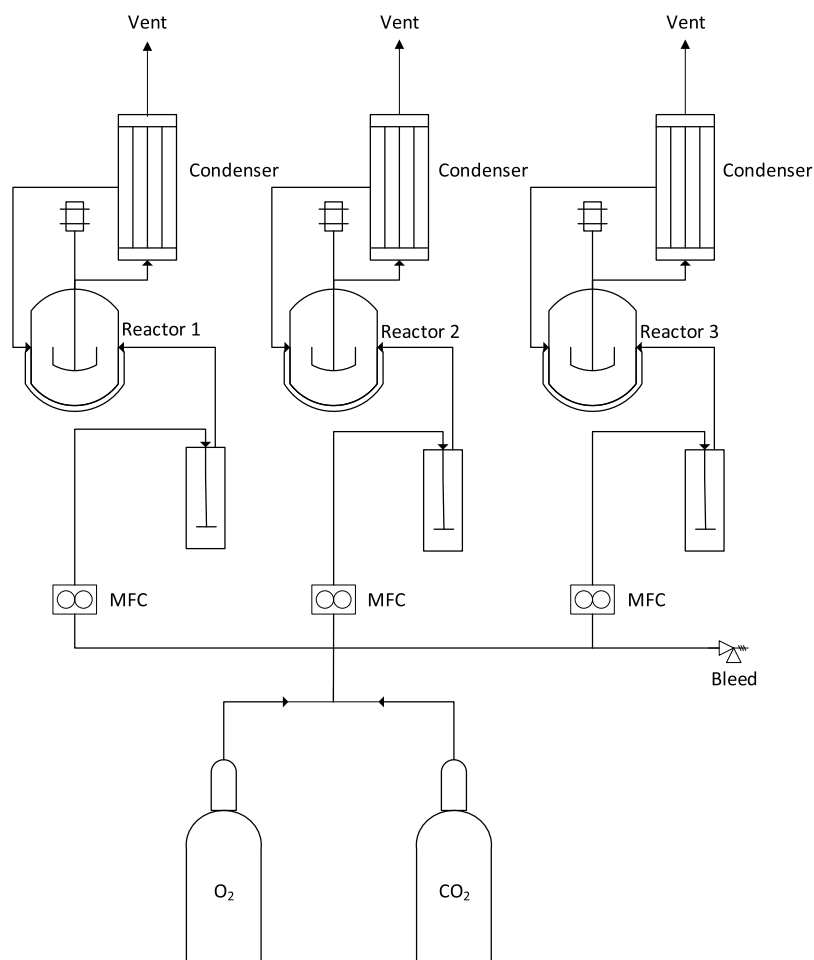 Vent
Vent
Vent
Condenser
Condenser
Condenser
Reactor 1
Reactor 2
Reactor 3
MFC
MFC
MFC
Bleed
O₂
CO₂